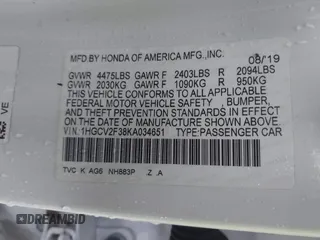 MFD.BY HONDA OF AMERICA MFG.,INC. 08/19
GVWR 4475LBS GAWR F 2403LBS R 2094LBS
GVWR 2030KG GAWR F 1090KG R 950KG
THIS VEHICLE CONFORMS TO ALL APPLICABLE
FEDERAL MOTOR VEHICLE SAFETY , BUMPER,
AND THEFT PREVENTION STANDARDS IN EFFECT
ON THE DATE OF MANUFACTURE SHOWN ABOVE
V.I.N: 1HGCV2F38KA034651 TYPE:PASSENGER CAR
TVC K AG6 NH883P .Z .A
VE
DREAMBID